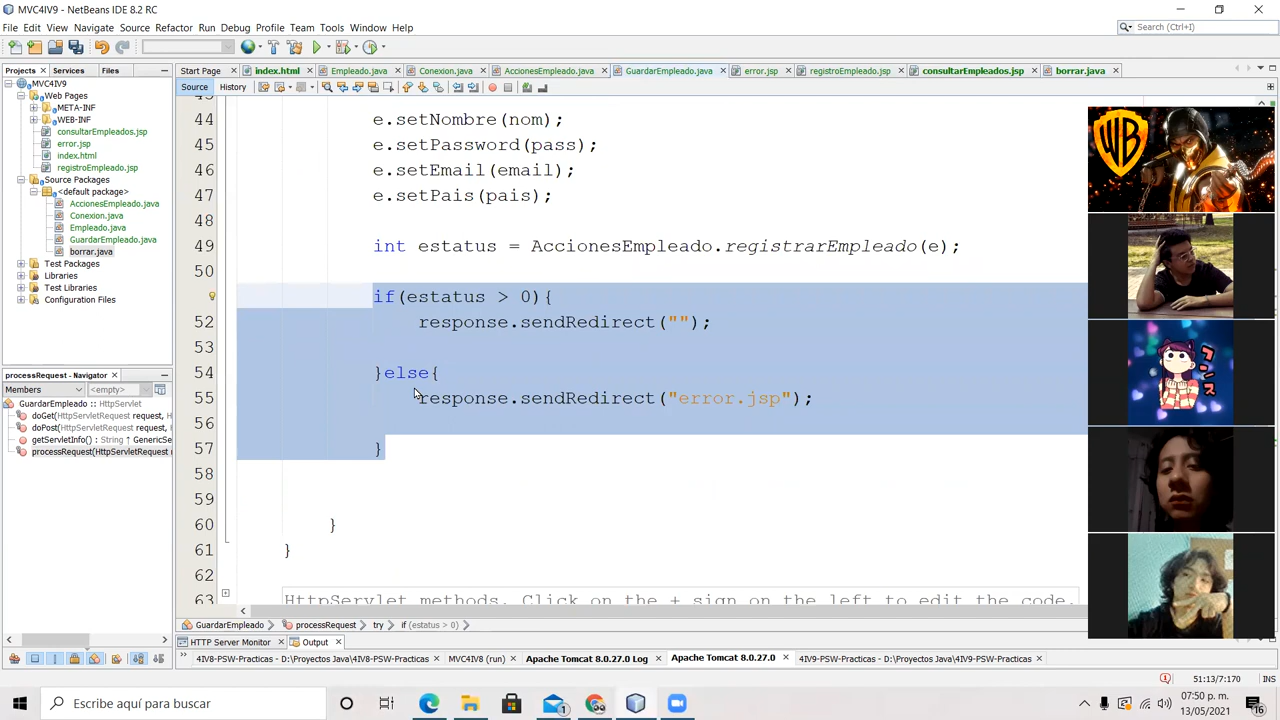 MVC4IV9 - NetBeans IDE 8.2 RC
File Edit View Navigate Source Refactor Run Debug Profile Team Tools Window Help
Search (Ctrl+I)
Projects Services Files
Start Page index.html Empleado.java Conexion.java AccionesEmpleado.java GuardarEmpleado.java error.jsp registroEmpleado.jsp consultarEmpleados.jsp borrar.java
Source History
MVC4IV9
Web Pages
META-INF
WEB-INF
consultarEmpleados.jsp
error.jsp
index.html
registroEmpleado.jsp
Source Packages
<default package>
AccionesEmpleado.java
Conexion.java
Empleado.java
GuardarEmpleado.java
borrar.java
Test Packages
Libraries
Test Libraries
Configuration Files
processRequest - Navigator
Members <empty>
GuardarEmpleado :: HttpServlet
doGet(HttpServletRequest request,
doPost(HttpServletRequest request,
getServletInfo() : String ↑ GenericSe
processRequest(HttpServletRequest
44 e.setNombre(nom);
45 e.setPassword(pass);
46 e.setEmail(email);
47 e.setPais(pais);
48
49 int estatus = AccionesEmpleado.registrarEmpleado(e);
50
if(estatus > 0){
52 response.sendRedirect("");
53
54 }else{
55 response.sendRedirect("error.jsp");
56
57 }
58
59
60 }
61 }
62
63 HttpServlet methods. Click on the + sign on the left to edit the code.
WB
コンス
GuardarEmpleado processRequest try if (estatus > 0)
HTTP Server Monitor Output
4IV8-PSW-Practicas - D:\Proyectos Java\4IV8-PSW-Practicas MVC4IV8 (run) Apache Tomcat 8.0.27.0 Log Apache Tomcat 8.0.27.0 4IV9-PSW-Practicas - D:\Proyectos Java\4IV9-PSW-Practicas
51:13/7:170 INS
Escribe aquí para buscar
07:50 p. m.
13/05/2021
1
16